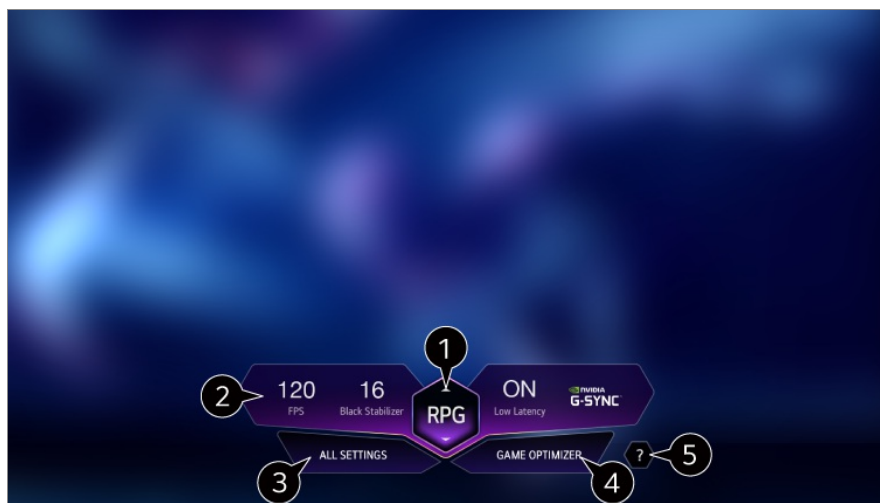 1
2
120
FPS
16
Black Stabilizer
RPG
ON
Low Latency
NVIDIA
G-SYNC
3
ALL SETTINGS
GAME OPTIMIZER
4
?
5